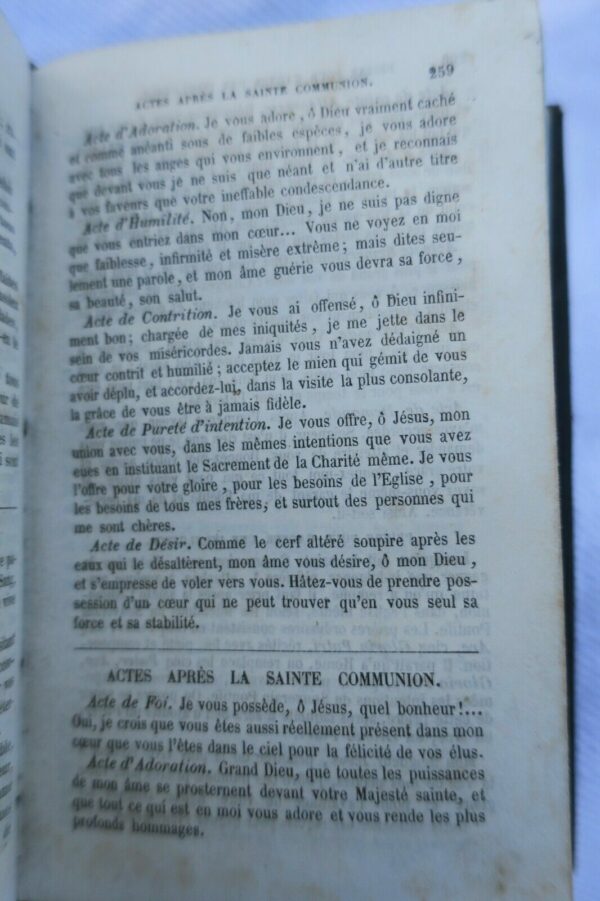 ACTES APRÈS LA SAINTE COMMUNION. 259
Acte d'Adoration. Je vous adore, ô Dieu vraiment caché
et comme anéanti sous de faibles espèces, je vous adore
avec tous les anges qui vous environnent, et je reconnais
que devant vous je ne suis que néant et n'ai d'autre titre
à vos faveurs que votre ineffable condescendance.
Acte d'Humilité. Non, mon Dieu, je ne suis pas digne
que vous entriez dans mon cœur... Vous ne voyez en moi
que faiblesse, infirmité et misère extrême; mais dites seu-
lement une parole, et mon âme guérie vous devra sa force,
sa beauté, son salut.
Acte de Contrition. Je vous ai offensé, ô Dieu infini-
ment bon; chargée de mes iniquités, je me jette dans le
sein de vos miséricordes. Jamais vous n'avez dédaigné un
cœur contrit et humilié; acceptez le mien qui gémit de vous
avoir déplu, et accordez-lui, dans la visite la plus consolante,
la grâce de vous être à jamais fidèle.
Acte de Pureté d'intention. Je vous offre, ô Jésus, mon
union avec vous, dans les mêmes intentions que vous avez
eues en instituant le Sacrement de la Charité même. Je vous
l'offre pour votre gloire, pour les besoins de l'Eglise, pour
les besoins de tous mes frères, et surtout des personnes qui
me sont chères.
Acte de Désir. Comme le cerf altéré soupire après les
eaux qui le désaltèrent, mon âme vous désire, ô mon Dieu,
et s'empresse de voler vers vous. Hâtez-vous de prendre pos-
session d'un cœur qui ne peut trouver qu'en vous seul sa
force et sa stabilité.
ACTES APRÈS LA SAINTE COMMUNION.
Acte de Foi. Je vous possède, ô Jésus, quel bonheur!...
Oui, je crois que vous êtes aussi réellement présent dans mon
cœur que vous l'êtes dans le ciel pour la félicité de vos élus.
Acte d'Adoration. Grand Dieu, que toutes les puissances
de mon âme se prosternent devant votre Majesté sainte, et
que tout ce qui est en moi vous adore et vous rende les plus
profonds hommages.